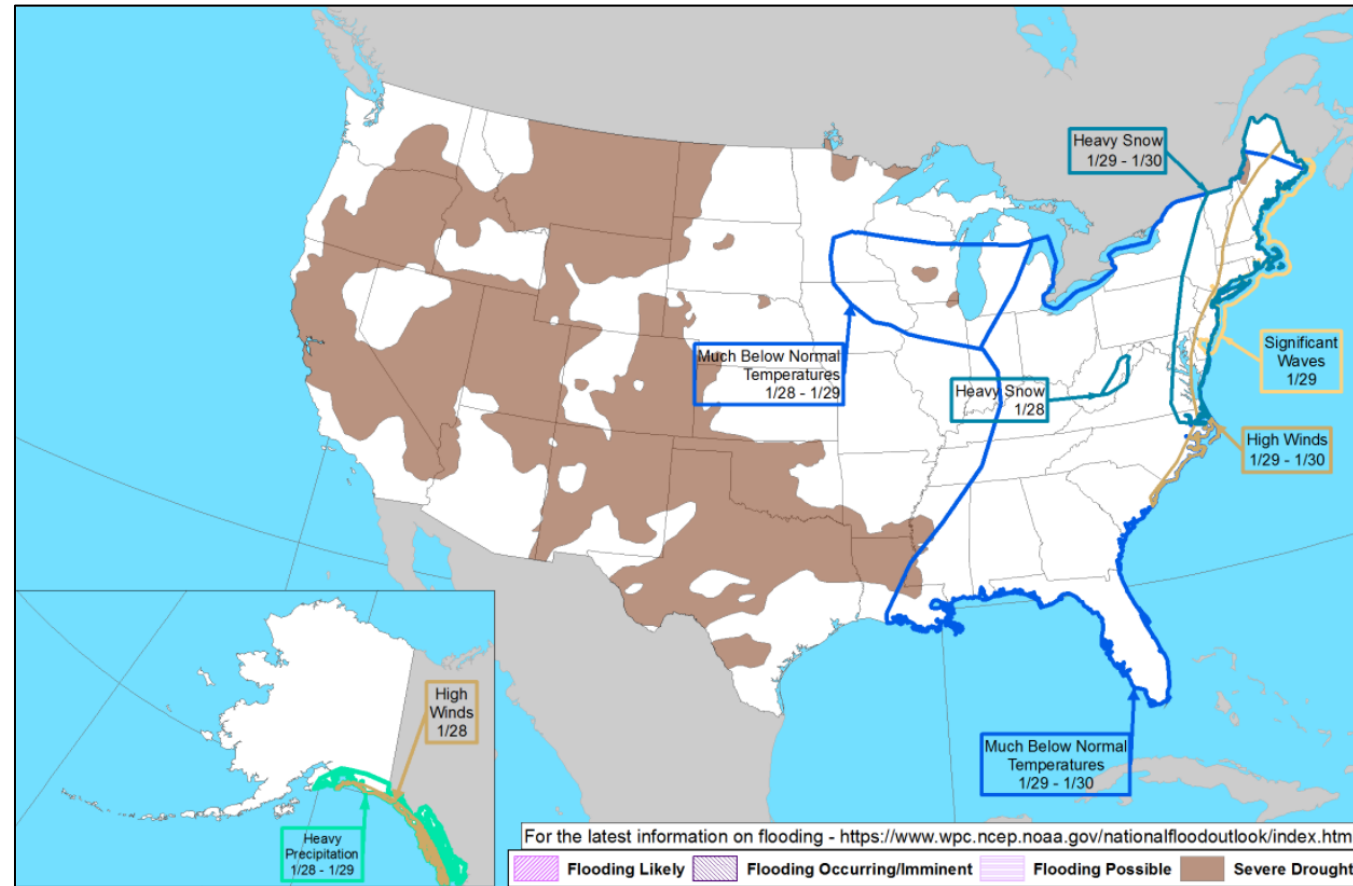 Heavy Snow
1/29 - 1/30
Much Below Normal
Temperatures
1/28 - 1/29
Heavy Snow
1/28
Significant
Waves
1/29
High Winds
1/29 - 1/30
High
Winds
1/28
Much Below Normal
Temperatures
1/29 - 1/30
Heavy
Precipitation
1/28 - 1/29
For the latest information on flooding - https://www.wpc.ncep.noaa.gov/nationalfloodoutlook/index.htm
Flooding Likely Flooding Occurring/Imminent Flooding Possible Severe Drought